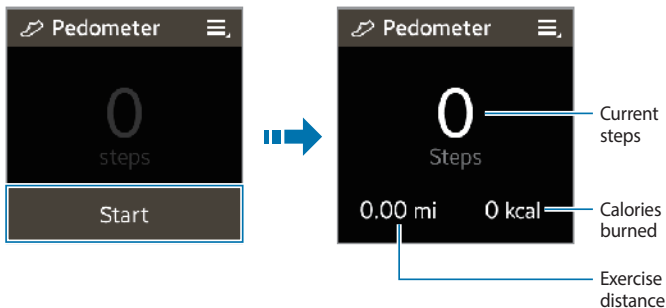 Pedometer
0
steps
Start
Pedometer
0
Steps
0.00 mi 0 kcal
Current
steps
Calories
burned
Exercise
distance